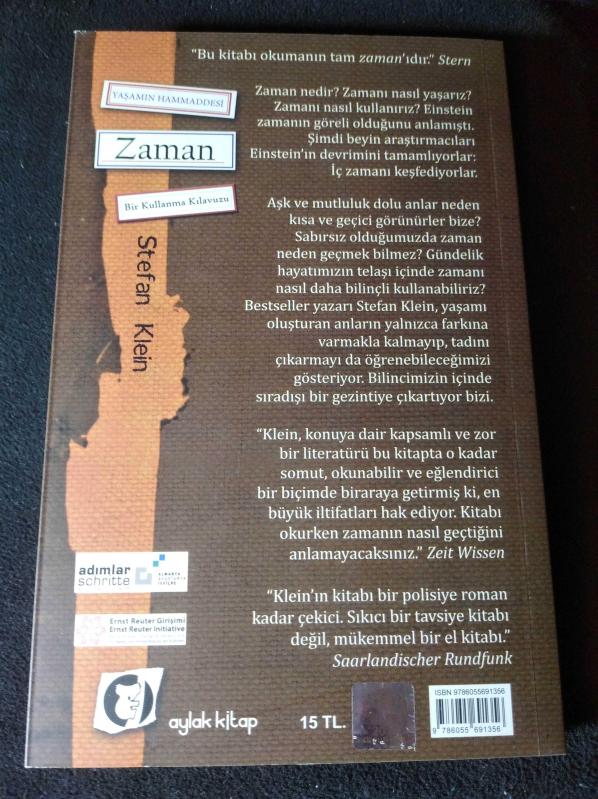 "Bu kitabı okumanın tam zaman'ıdır." Stern
YAŞAMIN HAMMADDESİ
Zaman
Bir Kullanma Kılavuzu
Stefan Klein
Zaman nedir? Zamanı nasıl yaşarız?
Zamanı nasıl kullanırız? Einstein
zamanın göreli olduğunu anlamıştı.
Şimdi beyin araştırmacıları
Einstein'ın devrimini tamamlıyorlar:
İç zamanı keşfediyorlar.
Aşk ve mutluluk dolu anlar neden
kısa ve geçici görünürler bize?
Sabırsız olduğumuzda zaman
neden geçmek bilmez? Gündelik
hayatımızın telaşı içinde zamanı
nasıl daha bilinçli kullanabiliriz?
Bestseller yazarı Stefan Klein, yaşamı
oluşturan anların yalnızca farkına
varmakla kalmayıp, tadını
çıkarmayı da öğrenebileceğimizi
gösteriyor. Bilincimizin içinde
sıradışı bir gezintiye çıkartıyor bizi.
"Klein, konuya dair kapsamlı ve zor
bir literatürü bu kitapta o kadar
somut, okunabilir ve eğlendirici
bir biçimde biraraya getirmiş ki, en
büyük iltifatları hak ediyor. Kitabı
okurken zamanın nasıl geçtiğini
anlamayacaksınız." Zeit Wissen
"Klein'ın kitabı bir polisiye roman
kadar çekici. Sıkıcı bir tavsiye kitabı
değil, mükemmel bir el kitabı."
Saarlandischer Rundfunk
adımlar
schritte
ALMANYA
AVUSTURYA
İSVİÇRE
Ernst Reuter Girişimi
Ernst Reuter Initiative
aylak kitap
15 TL.
ISBN 9786055691356
9 786055 691356